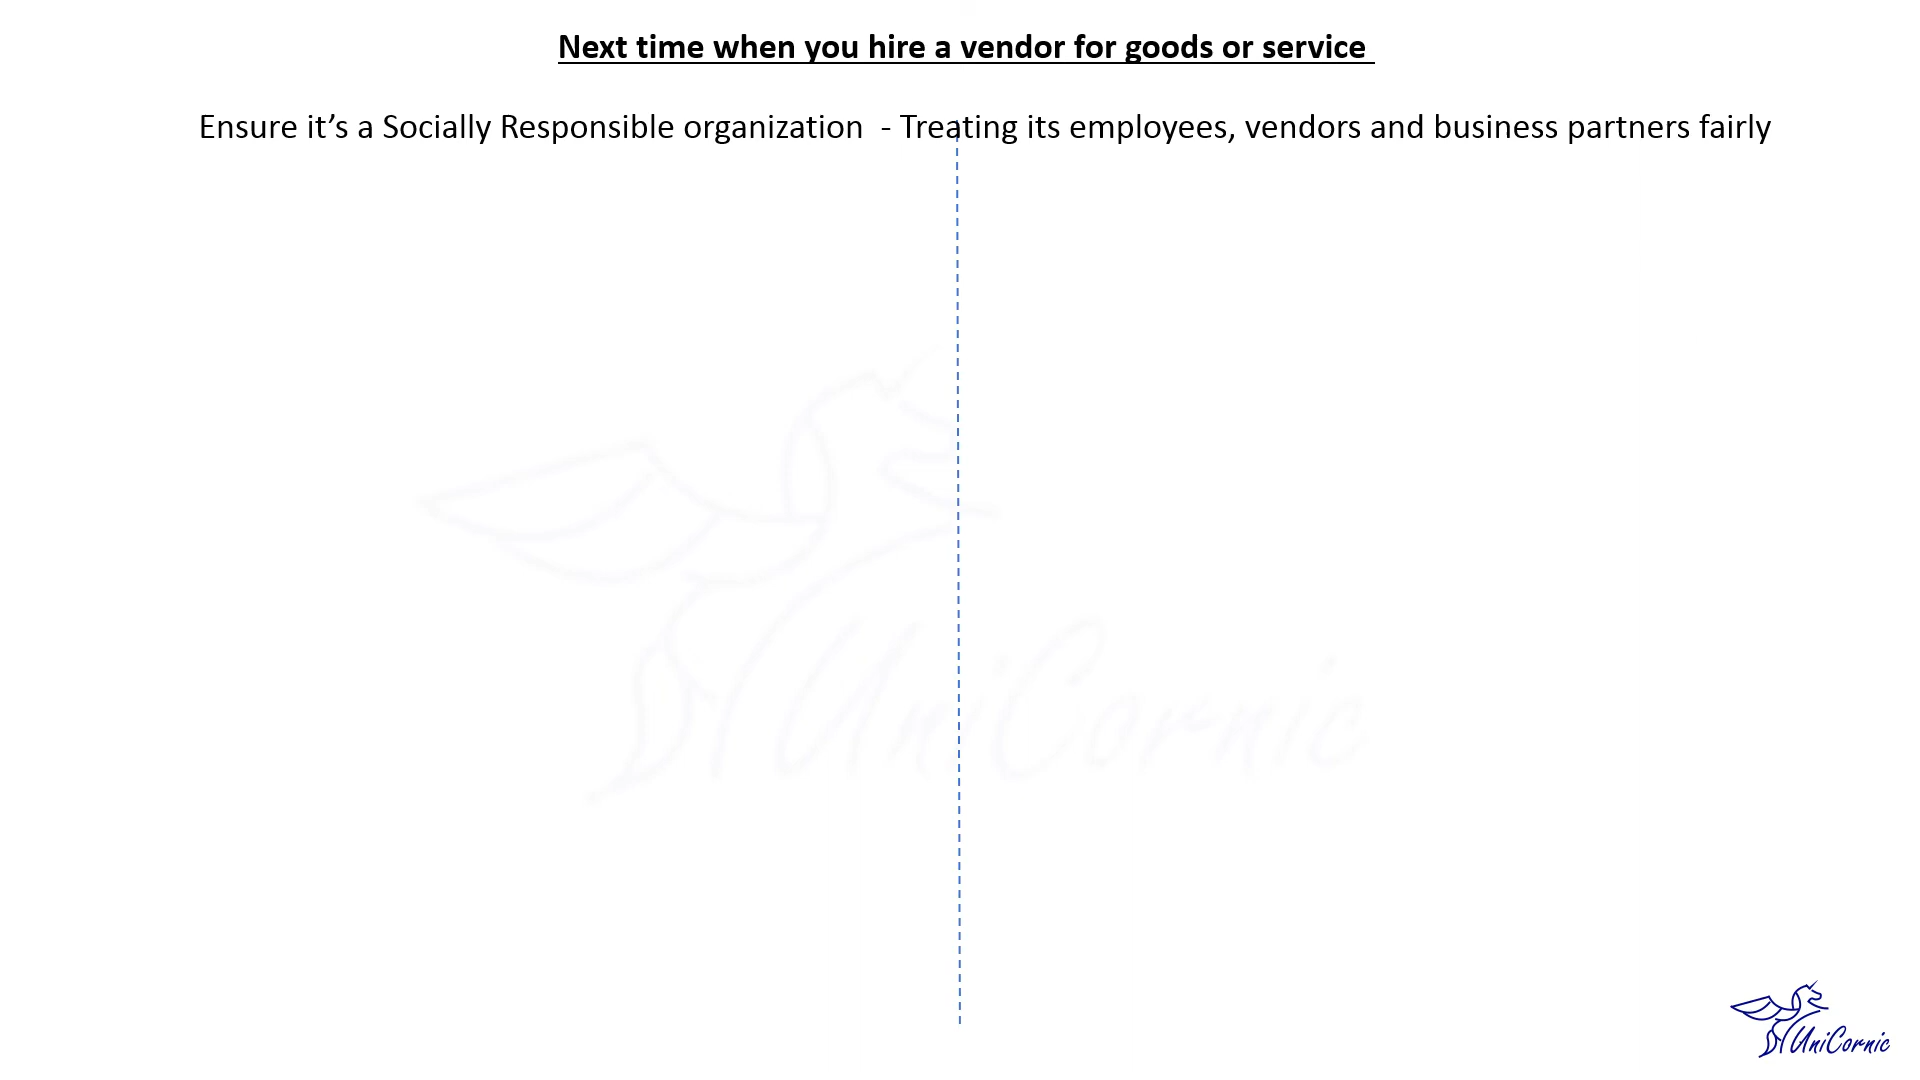 Next time when you hire a vendor for goods or service
Ensure it’s a Socially Responsible organization - Treating its employees, vendors and business partners fairly
UniCornic
UniCornic